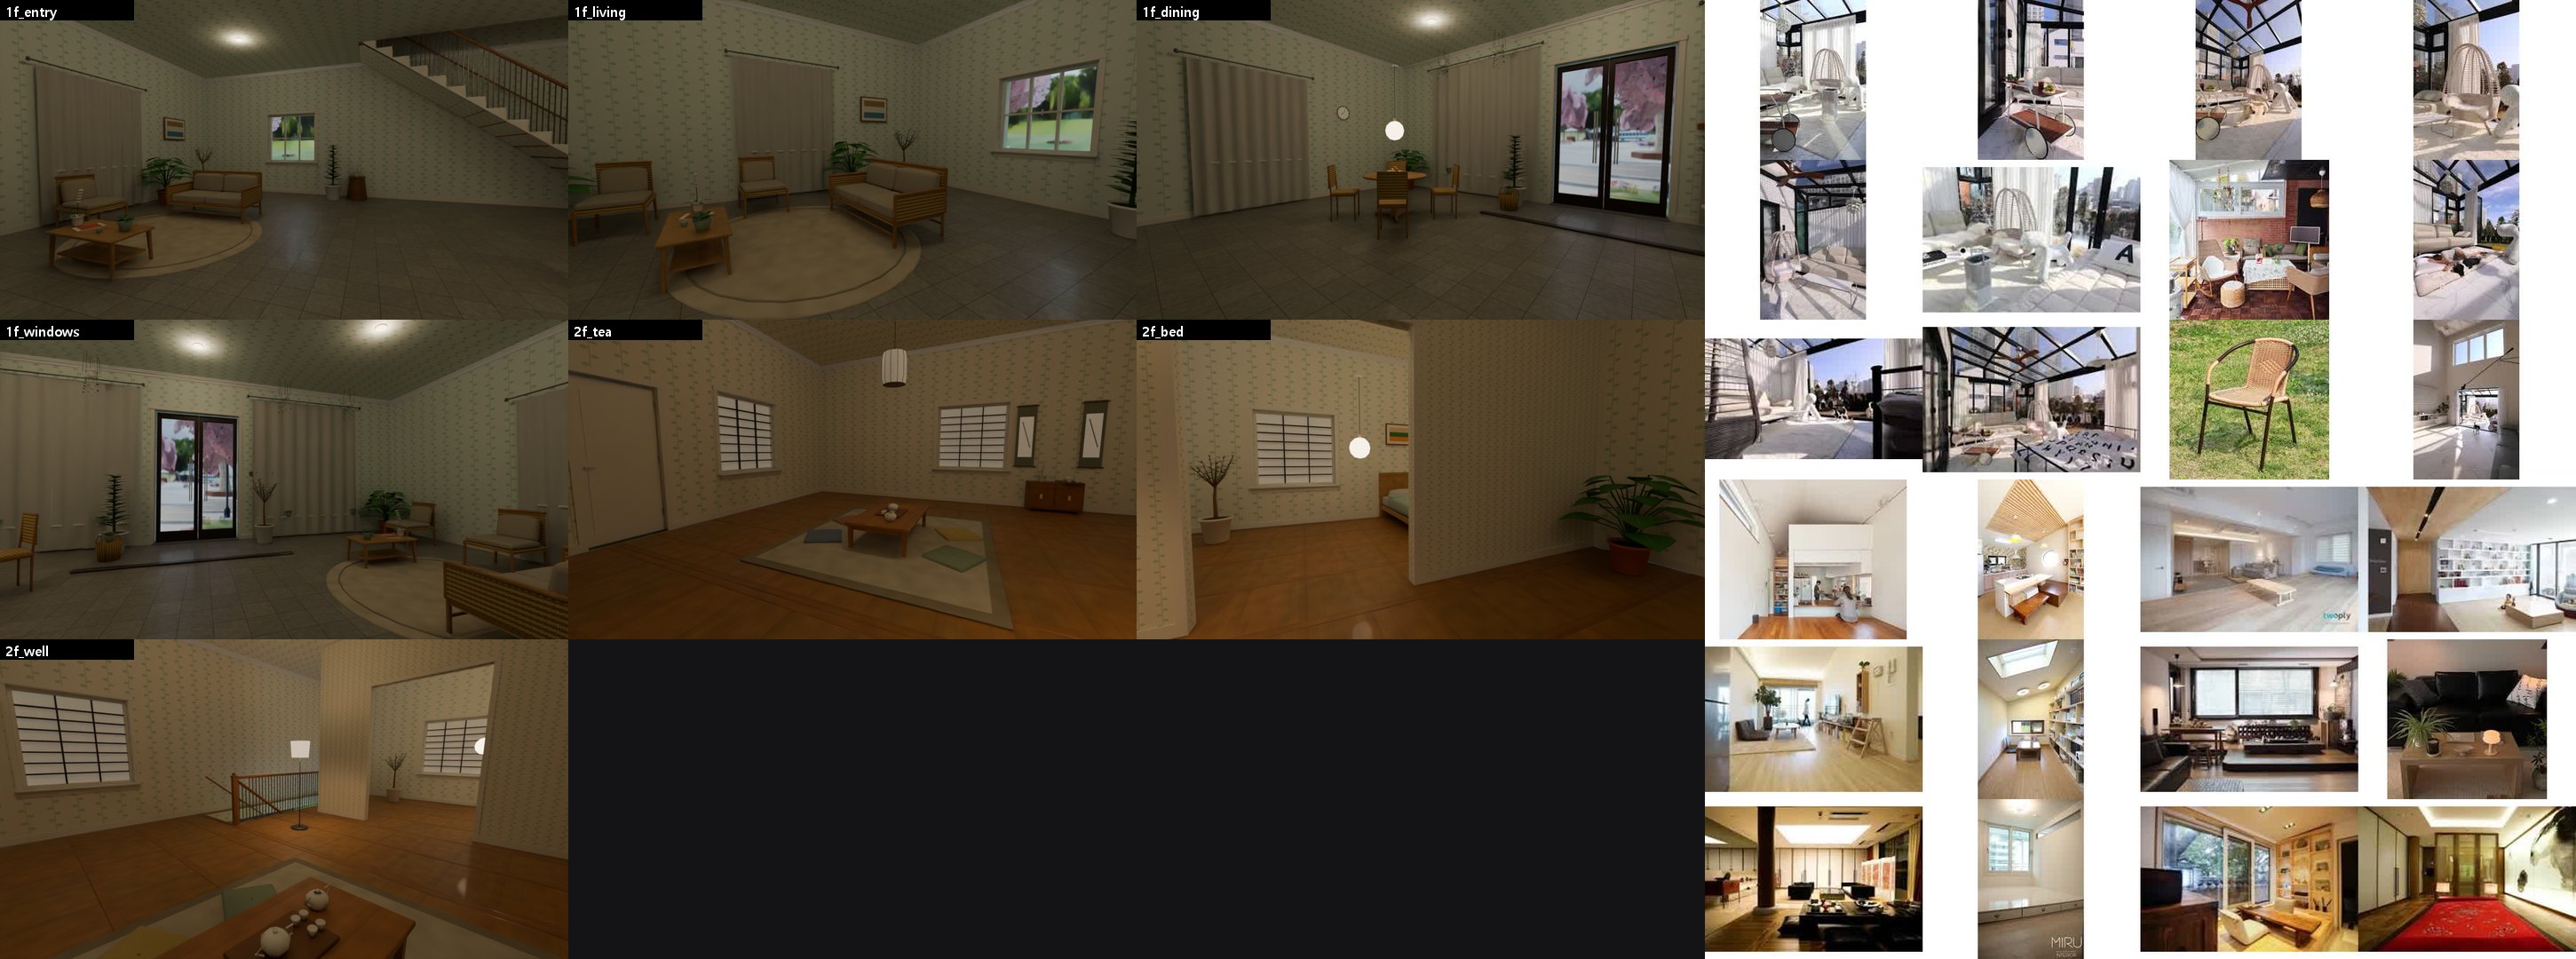 1f_entry
1f_living
1f_dining
1f_windows
2f_tea
2f_bed
2f_well
A
twoply
MIRU